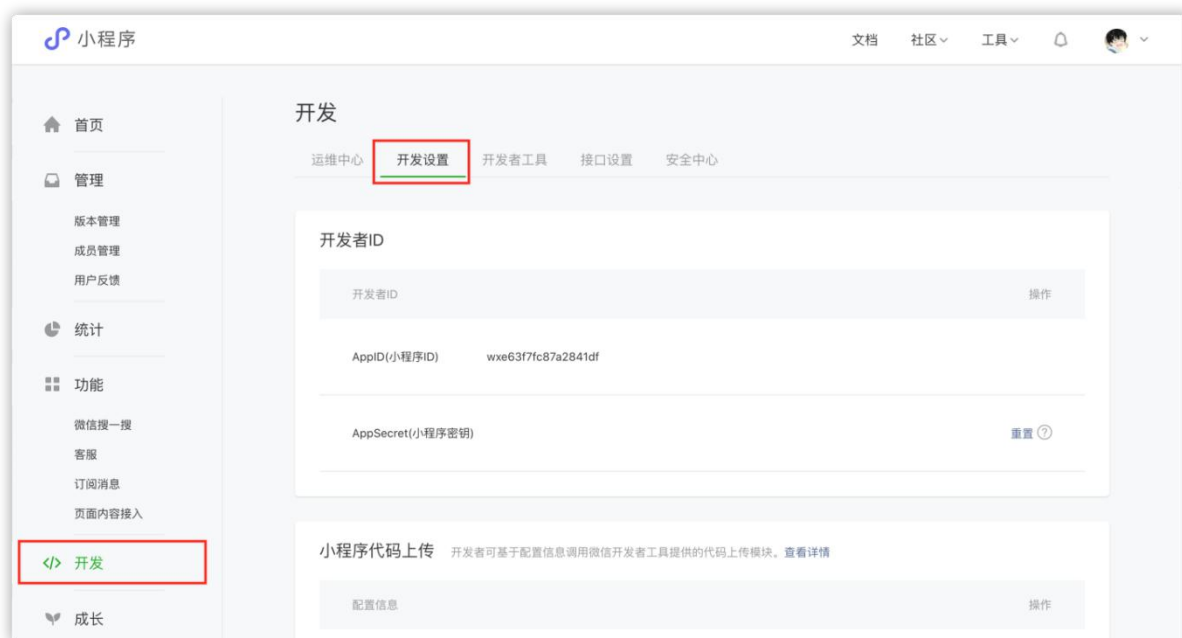 小程序
文档 社区 工具
首页
管理
版本管理
成员管理
用户反馈
统计
功能
微信搜一搜
客服
订阅消息
页面内容接入
</> 开发
成长
开发
运维中心 开发设置 开发者工具 接口设置 安全中心
开发者ID
开发者ID 操作
AppID(小程序ID) wxe63f7fc87a2841df
AppSecret(小程序密钥) 重置 ?
小程序代码上传 开发者可基于配置信息调用微信开发者工具提供的代码上传模块。查看详情
配置信息 操作